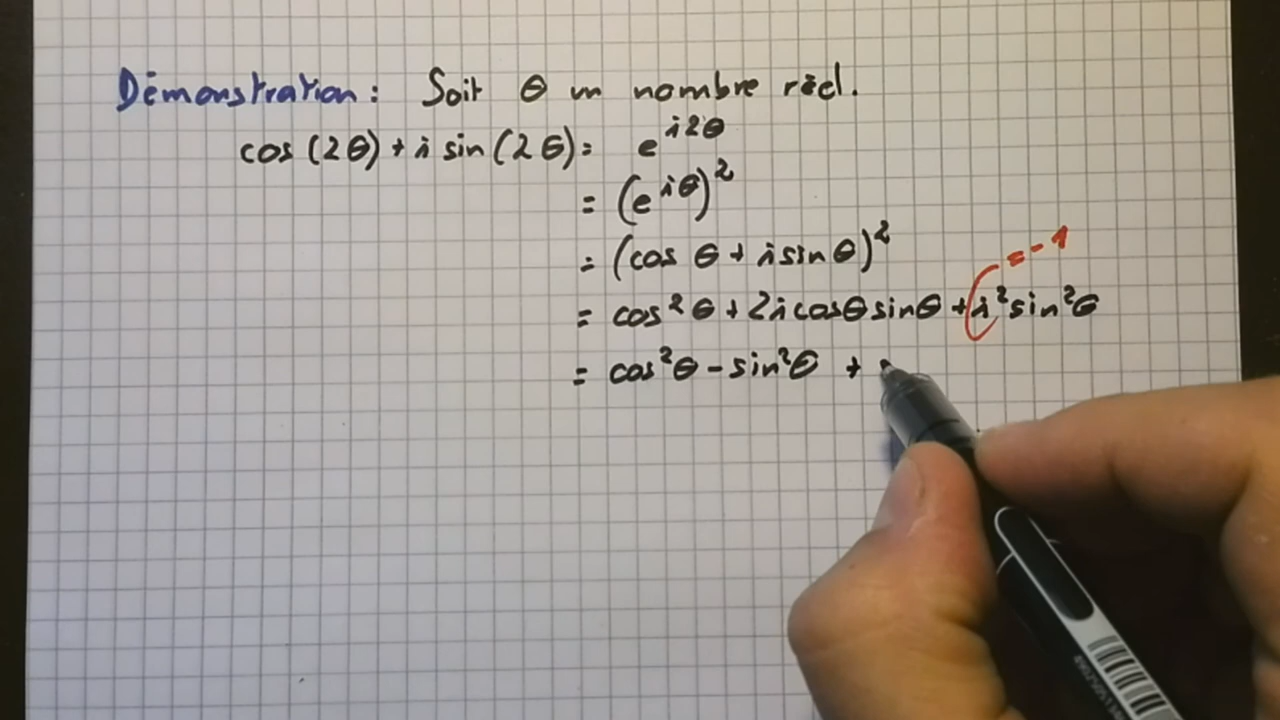 Démonstration : Soit θ un nombre réel.
cos (2θ) + i sin (2θ) = e^{i2θ}
= (e^{iθ})²
= (cos θ + i sin θ)²
= -1
= cos²θ + 2i cosθ sinθ + i² sin²θ
= cos²θ - sin²θ +